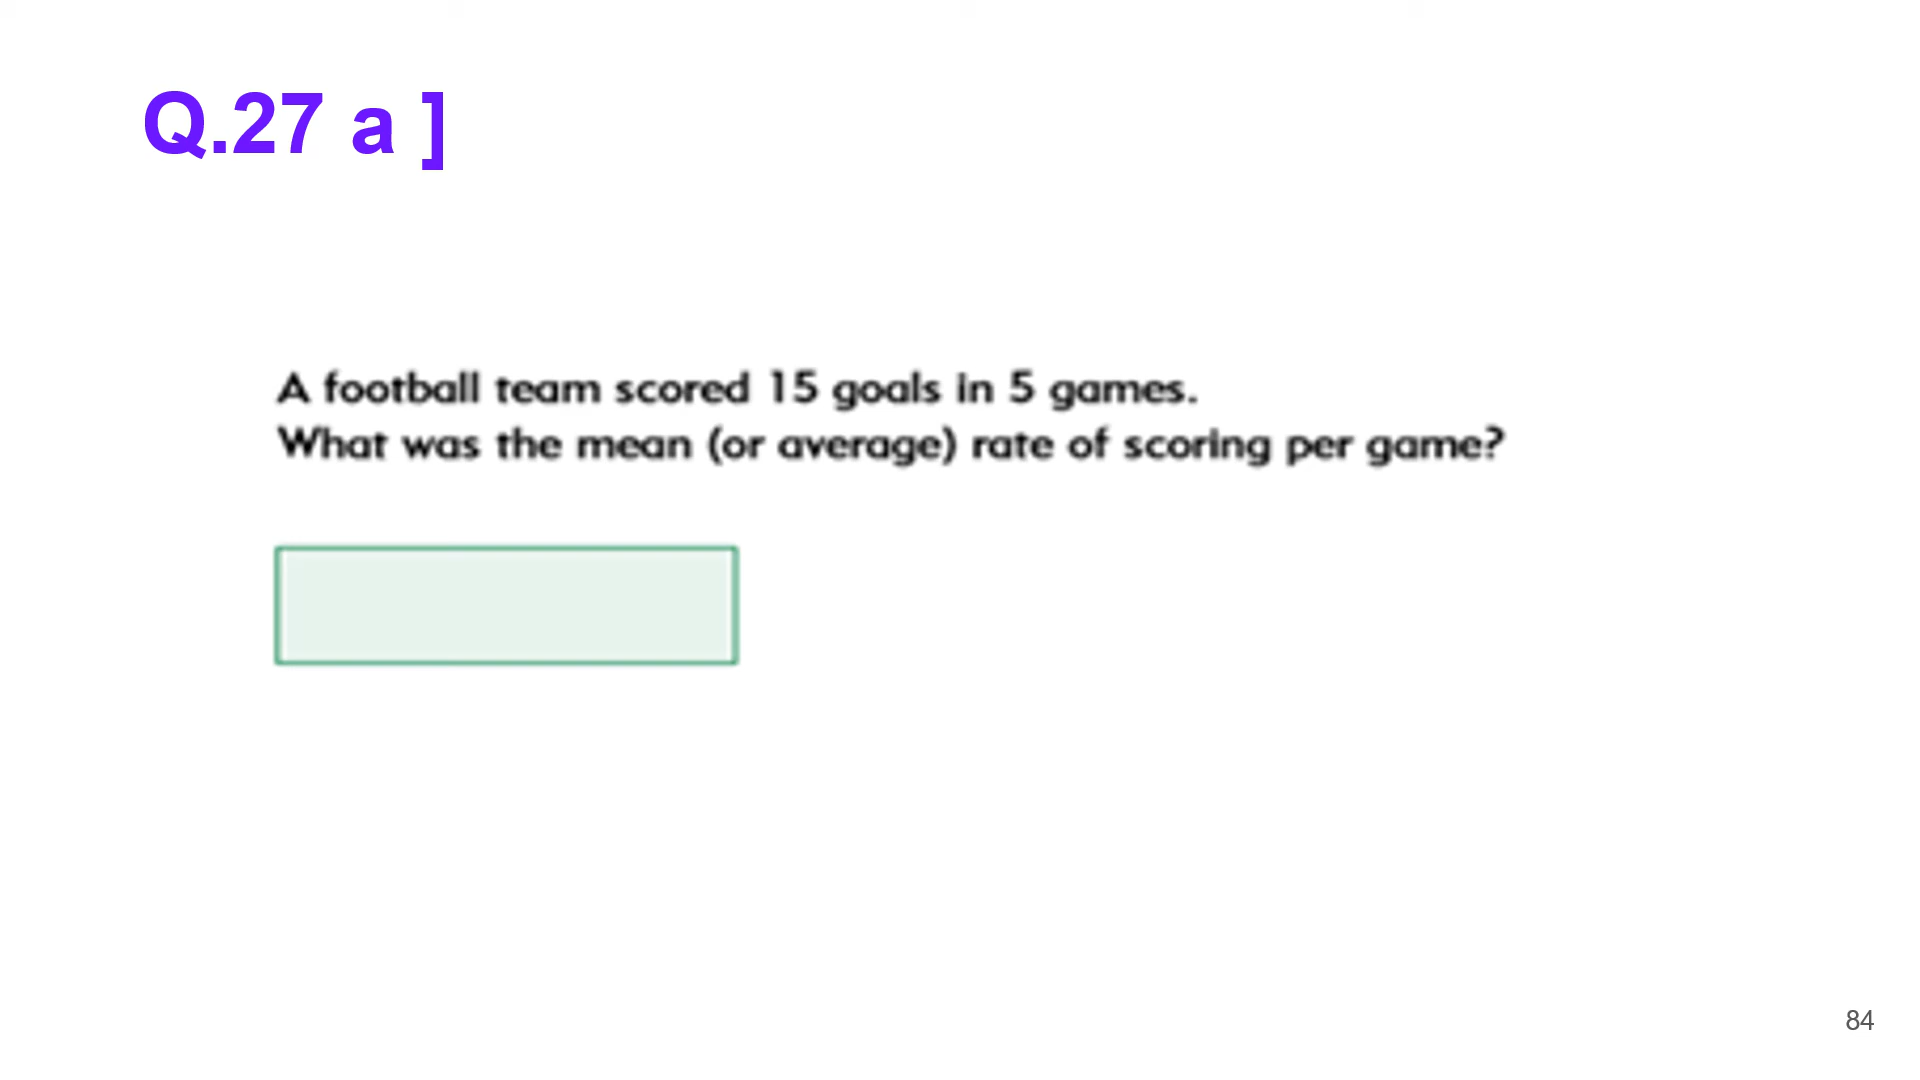 Q.27 a ]
A football team scored 15 goals in 5 games.
What was the mean (or average) rate of scoring per game?
84